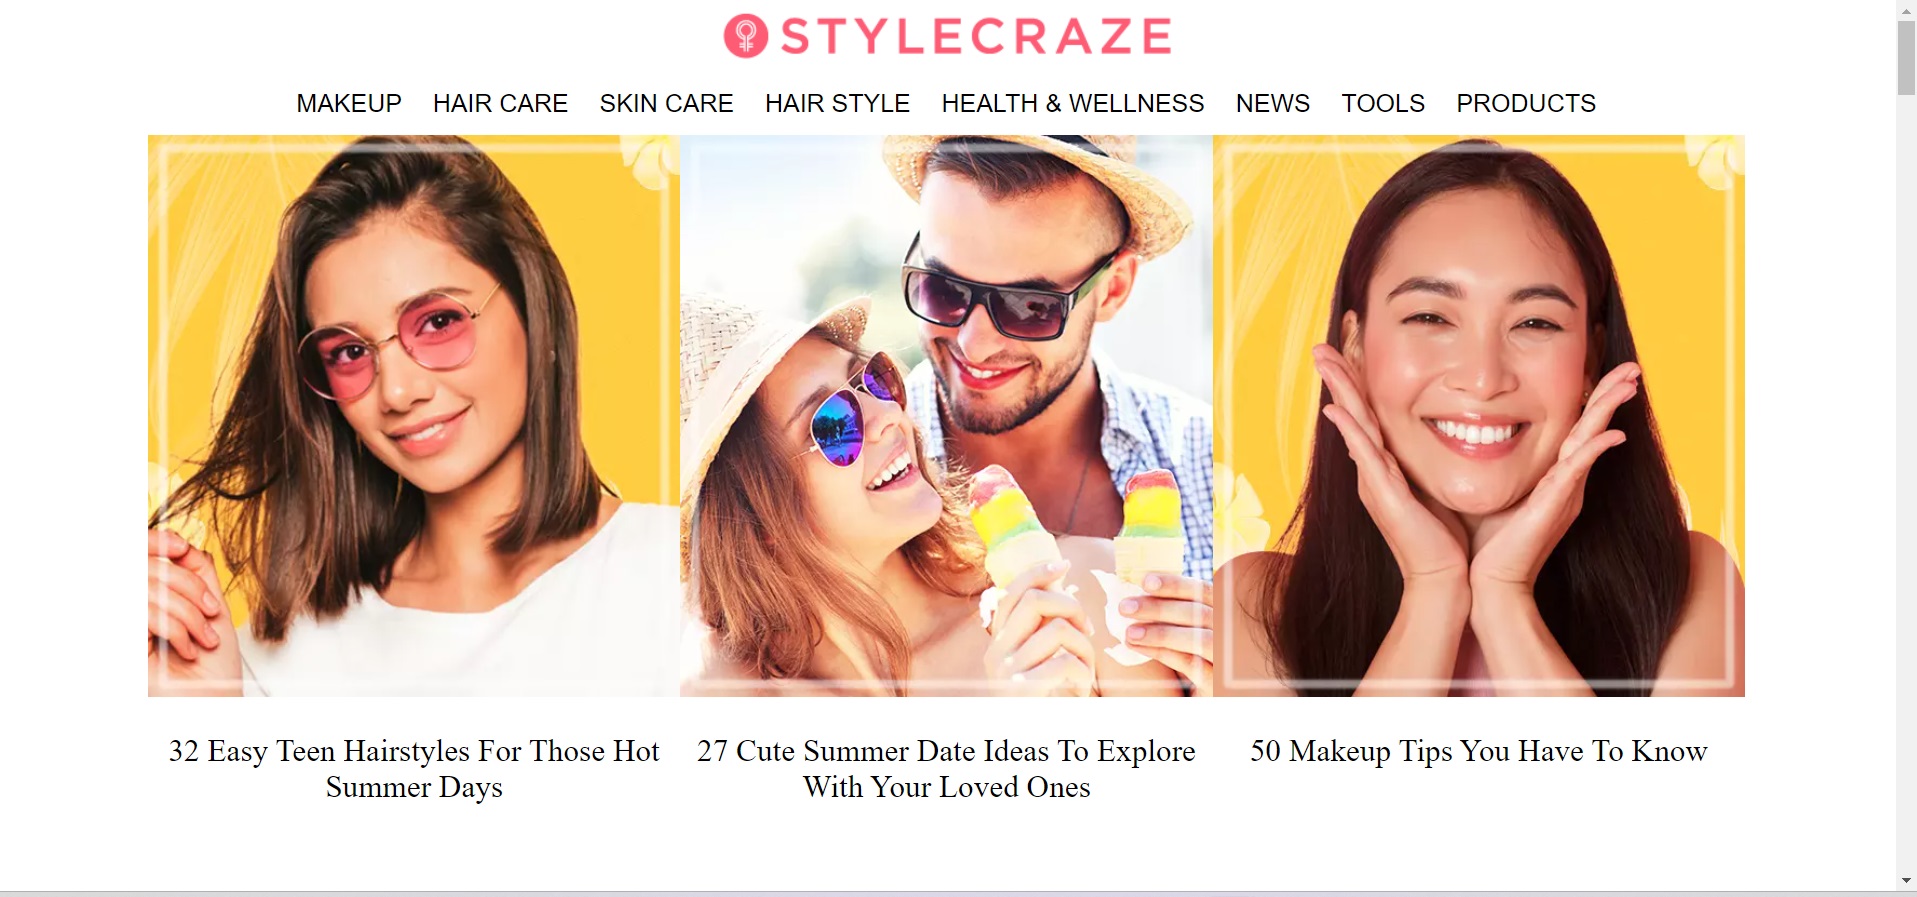 STYLECRAZE
MAKEUP HAIR CARE SKIN CARE HAIR STYLE HEALTH & WELLNESS NEWS TOOLS PRODUCTS
32 Easy Teen Hairstyles For Those Hot
Summer Days
27 Cute Summer Date Ideas To Explore
With Your Loved Ones
50 Makeup Tips You Have To Know